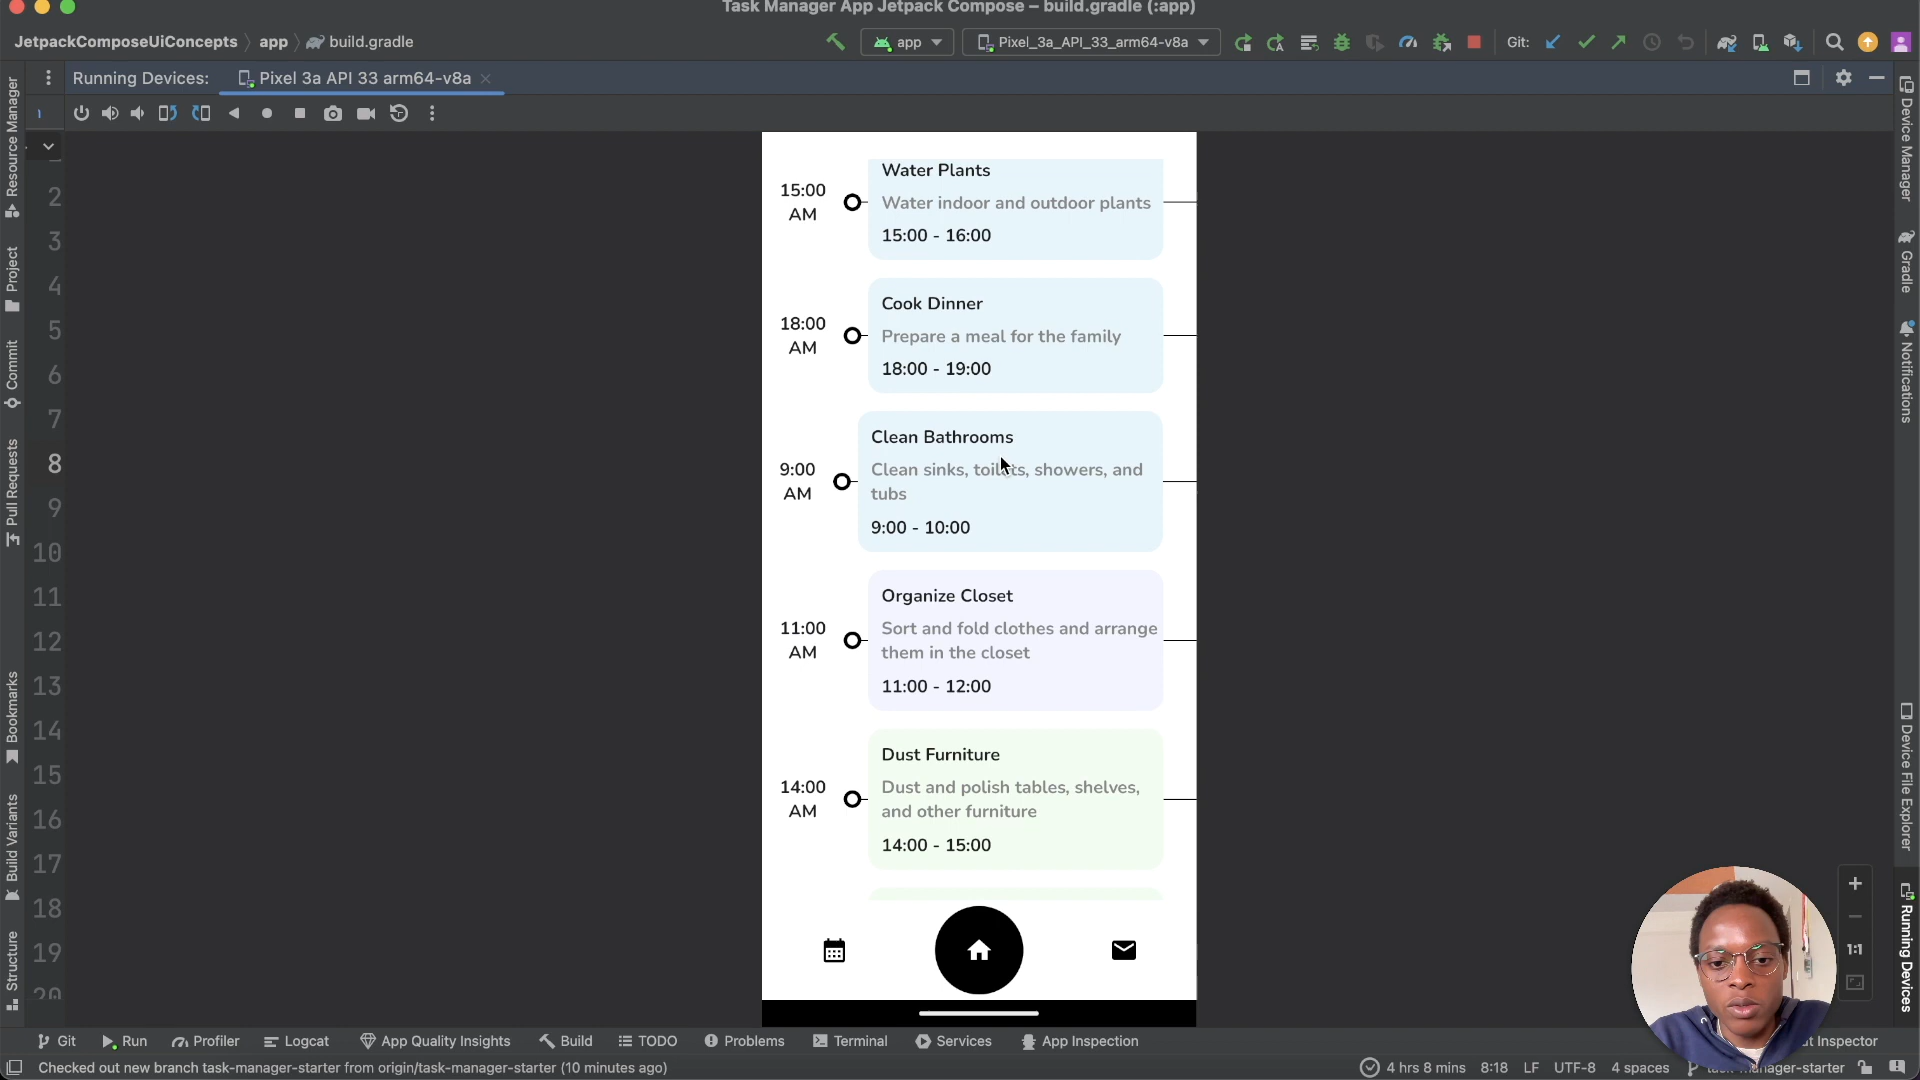 Task Manager App Jetpack Compose – build.gradle (:app)
JetpackComposeUiConcepts
app
build.gradle
app
Pixel_3a_API_33_arm64-v8a
Git:
Running Devices:
Pixel 3a API 33 arm64-v8a
Resource Manager
Project
Commit
Pull Requests
Bookmarks
Build Variants
Structure
2
3
4
5
6
7
8
9
10
11
12
13
14
15
16
17
18
19
20
15:00
AM
Water Plants
Water indoor and outdoor plants
15:00 - 16:00
18:00
AM
Cook Dinner
Prepare a meal for the family
18:00 - 19:00
9:00
AM
Clean Bathrooms
Clean sinks, toilets, showers, and
tubs
9:00 - 10:00
11:00
AM
Organize Closet
Sort and fold clothes and arrange
them in the closet
11:00 - 12:00
14:00
AM
Dust Furniture
Dust and polish tables, shelves,
and other furniture
14:00 - 15:00
Device Manager
Gradle
Notifications
Device File Explorer
Running Devices
1:1
Git
Run
Profiler
Logcat
App Quality Insights
Build
TODO
Problems
Terminal
Services
App Inspection
Inspector
Checked out new branch task-manager-starter from origin/task-manager-starter (10 minutes ago)
4 hrs 8 mins
8:18
LF
UTF-8
4 spaces
task-manager-starter